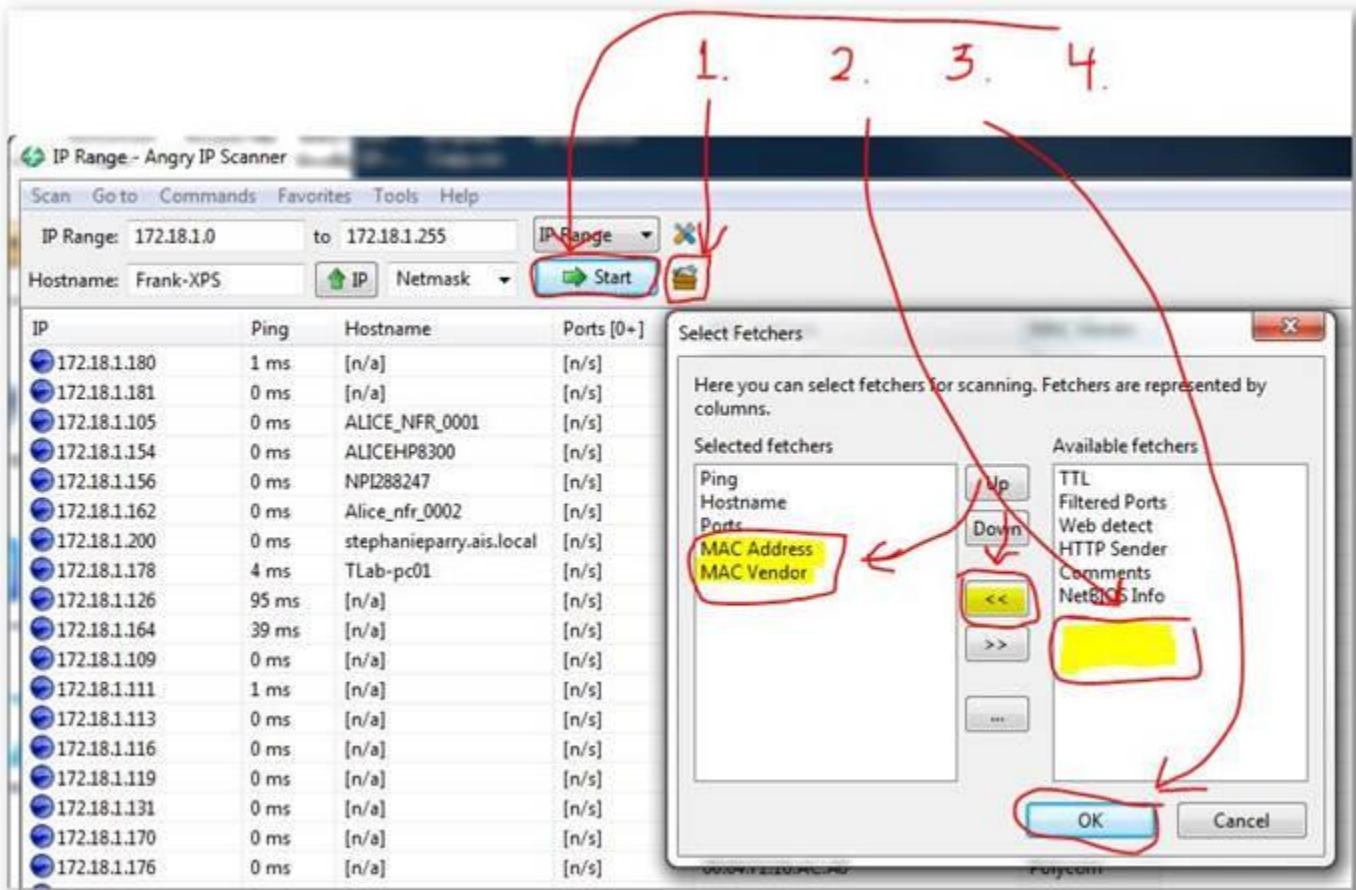 1. 2. 3. 4.
IP Range - Angry IP Scanner
Scan Go to Commands Favorites Tools Help
IP Range: 172.18.1.0 to 172.18.1.255 IP Range
Hostname: Frank-XPS IP Netmask Start
IP Ping Hostname Ports [0+]
172.18.1.180 1 ms [n/a] [n/s]
172.18.1.181 0 ms [n/a] [n/s]
172.18.1.105 0 ms ALICE_NFR_0001 [n/s]
172.18.1.154 0 ms ALICEHP8300 [n/s]
172.18.1.156 0 ms NPI288247 [n/s]
172.18.1.162 0 ms Alice_nfr_0002 [n/s]
172.18.1.200 0 ms stephanieparry.ais.local [n/s]
172.18.1.178 4 ms TLab-pc01 [n/s]
172.18.1.126 95 ms [n/a] [n/s]
172.18.1.164 39 ms [n/a] [n/s]
172.18.1.109 0 ms [n/a] [n/s]
172.18.1.111 1 ms [n/a] [n/s]
172.18.1.113 0 ms [n/a] [n/s]
172.18.1.116 0 ms [n/a] [n/s]
172.18.1.119 0 ms [n/a] [n/s]
172.18.1.131 0 ms [n/a] [n/s]
172.18.1.170 0 ms [n/a] [n/s]
172.18.1.176 0 ms [n/a] [n/s] Polycom
Select Fetchers
Here you can select fetchers for scanning. Fetchers are represented by
columns.
Selected fetchers
Ping
Hostname
Ports
MAC Address
MAC Vendor
Up
Down
<<
>>
...
Available fetchers
TTL
Filtered Ports
Web detect
HTTP Sender
Comments
NetBIOS Info
OK Cancel